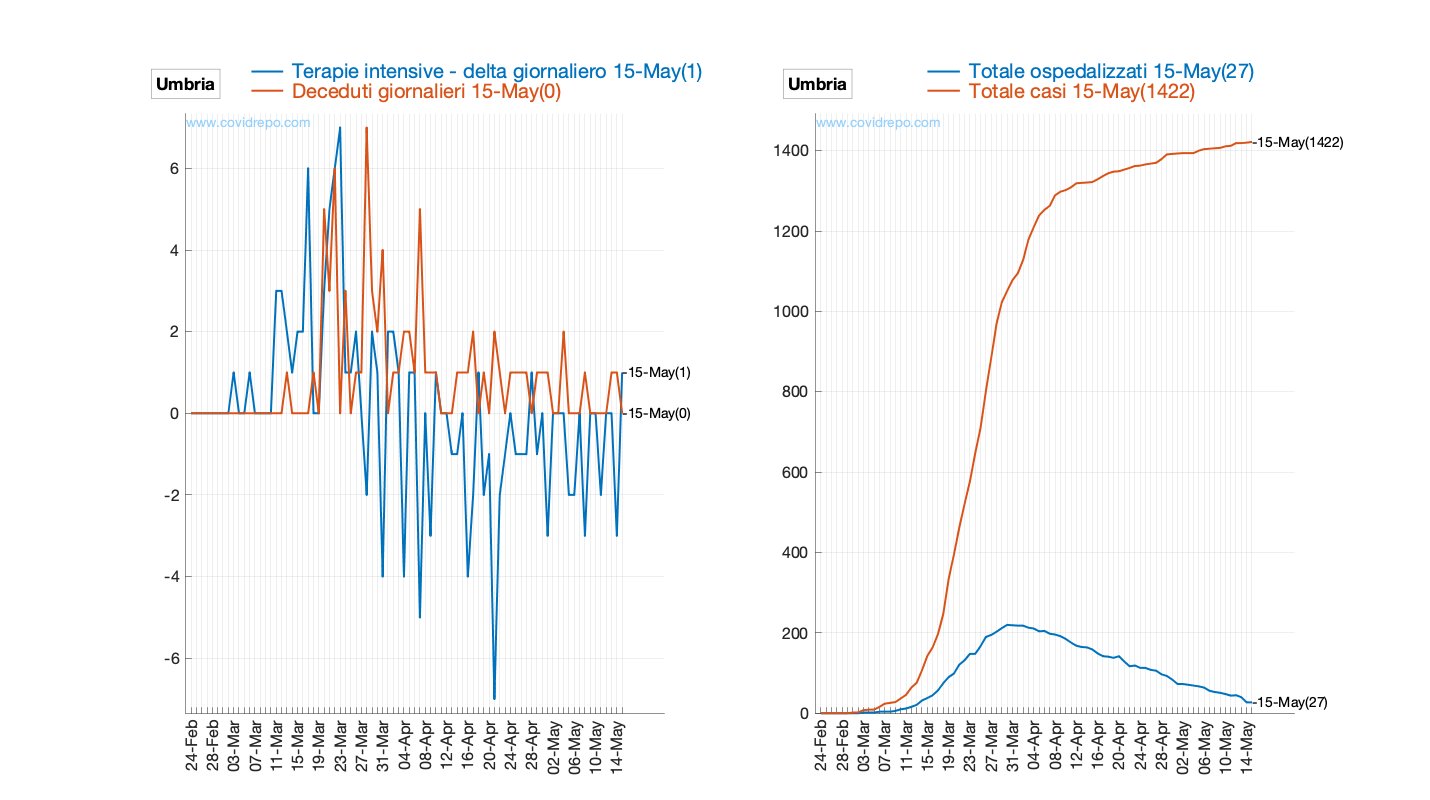 Umbria
Terapie intensive - delta giornaliero 15-May(1)
Deceduti giornalieri 15-May(0)
www.covidrepo.com
6
4
2
0
-2
-4
-6
15-May(1)
15-May(0)
24-Feb
28-Feb
03-Mar
07-Mar
11-Mar
15-Mar
19-Mar
23-Mar
27-Mar
31-Mar
04-Apr
08-Apr
12-Apr
16-Apr
20-Apr
24-Apr
28-Apr
02-May
06-May
10-May
14-May
Umbria
Totale ospedalizzati 15-May(27)
Totale casi 15-May(1422)
www.covidrepo.com
1400
1200
1000
800
600
400
200
0
15-May(1422)
15-May(27)
24-Feb
28-Feb
03-Mar
07-Mar
11-Mar
15-Mar
19-Mar
23-Mar
27-Mar
31-Mar
04-Apr
08-Apr
12-Apr
16-Apr
20-Apr
24-Apr
28-Apr
02-May
06-May
10-May
14-May